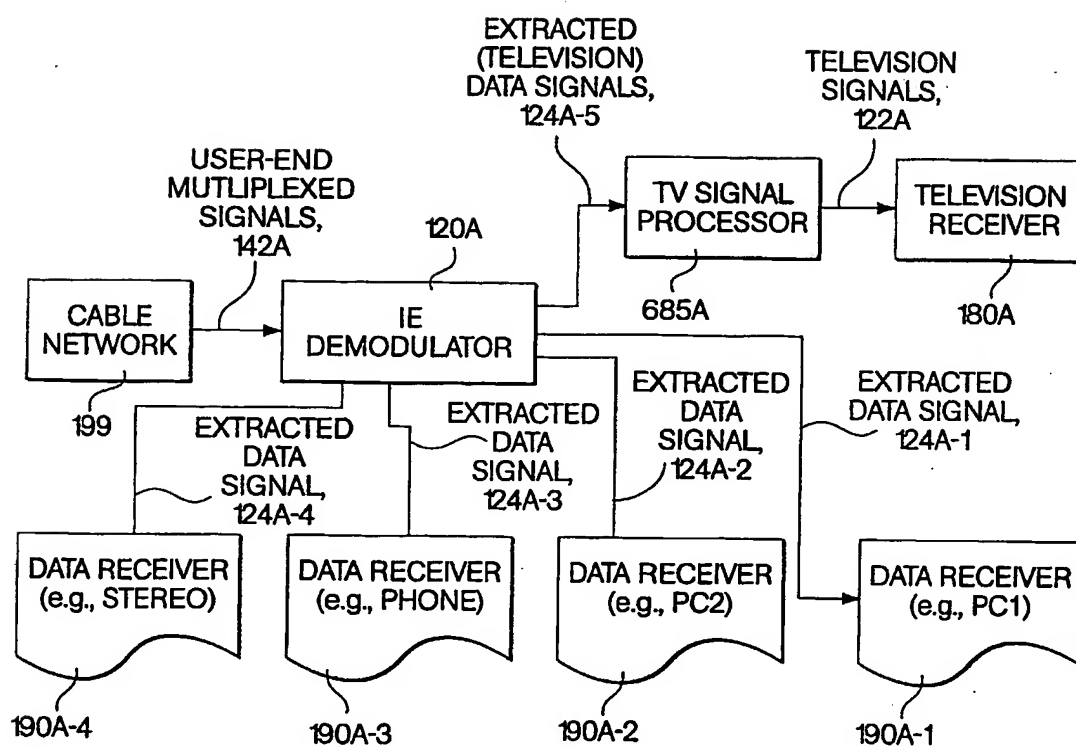 EXTRACTED
(TELEVISION)
DATA SIGNALS,
124A-5
TELEVISION
SIGNALS,
122A
USER-END
MUTLIPLEXED
SIGNALS,
142A
120A
TV SIGNAL
PROCESSOR
TELEVISION
RECEIVER
685A
180A
CABLE
NETWORK
IE
DEMODULATOR
199
EXTRACTED
DATA
SIGNAL,
124A-4
EXTRACTED
DATA
SIGNAL,
124A-3
EXTRACTED
DATA
SIGNAL,
124A-2
EXTRACTED
DATA SIGNAL,
124A-1
DATA RECEIVER
(e.g., STEREO)
DATA RECEIVER
(e.g., PHONE)
DATA RECEIVER
(e.g., PC2)
DATA RECEIVER
(e.g., PC1)
190A-4
190A-3
190A-2
190A-1